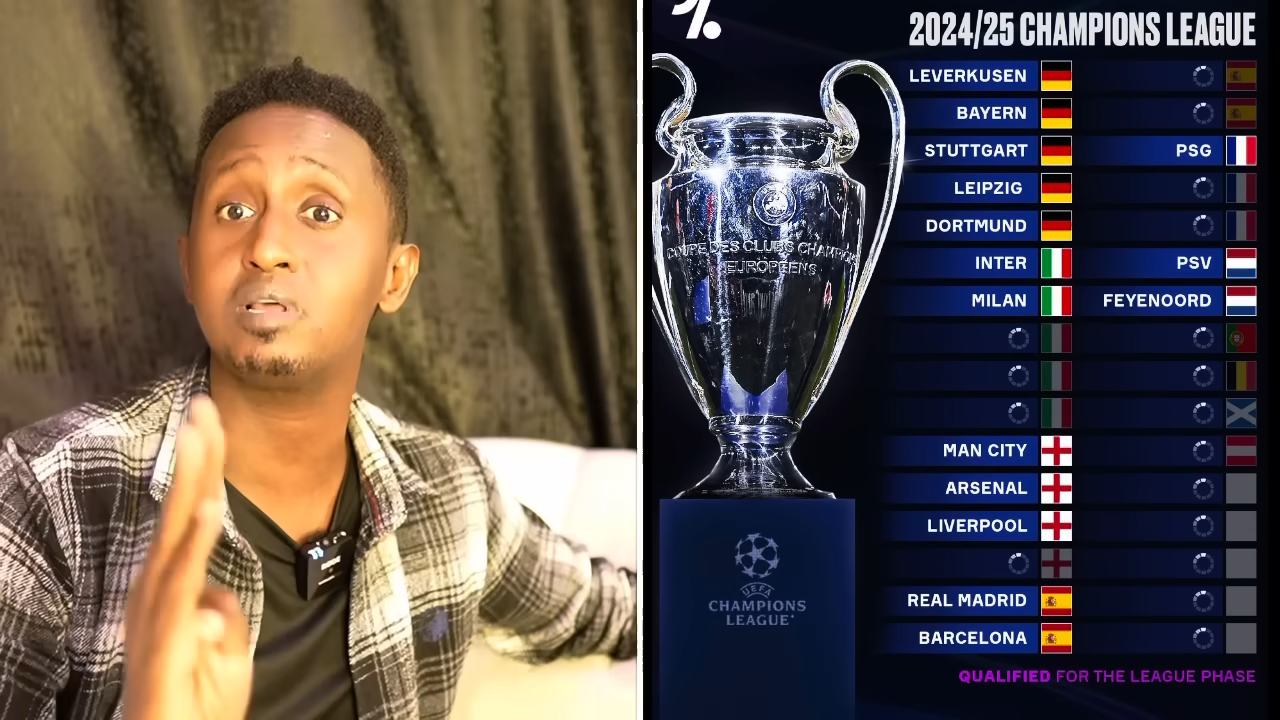 2024/25 CHAMPIONS LEAGUE
LEVERKUSEN
BAYERN
STUTTGART PSG
LEIPZIG
DORTMUND
INTER PSV
MILAN FEYENOORD
MAN CITY
ARSENAL
LIVERPOOL
REAL MADRID
BARCELONA
QUALIFIED FOR THE LEAGUE PHASE
COUPE DES CLUBS CHAMPION
EUROPÉENS
UEFA
CHAMPIONS
LEAGUE